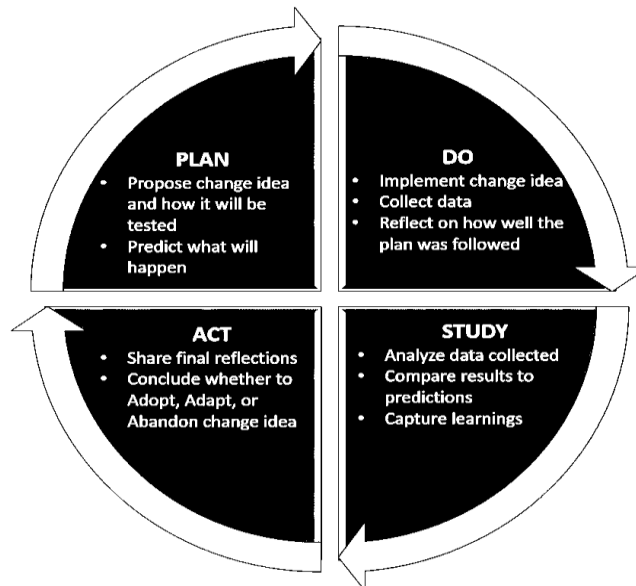 PLAN
• Propose change idea
and how it will be
tested
• Predict what will
happen
DO
• Implement change idea
• Collect data
• Reflect on how well the
plan was followed
ACT
• Share final reflections
• Conclude whether to
Adopt, Adapt, or
Abandon change idea
STUDY
• Analyze data collected
• Compare results to
predictions
• Capture learnings